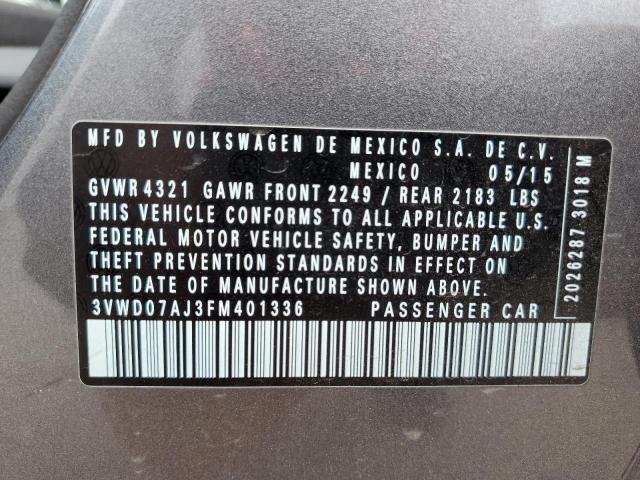 MFD BY VOLKSWAGEN DE MEXICO S.A. DE C.V.
MEXICO 05/15
GVWR 4321 GAWR FRONT 2249 / REAR 2183 LBS
THIS VEHICLE CONFORMS TO ALL APPLICABLE U.S.
FEDERAL MOTOR VEHICLE SAFETY, BUMPER AND
THEFT PREVENTION STANDARDS IN EFFECT ON
THE DATE OF MANUFACTURE SHOWN ABOVE.
3VWD07AJ3FM401336 PASSENGER CAR
2026287 3018 M